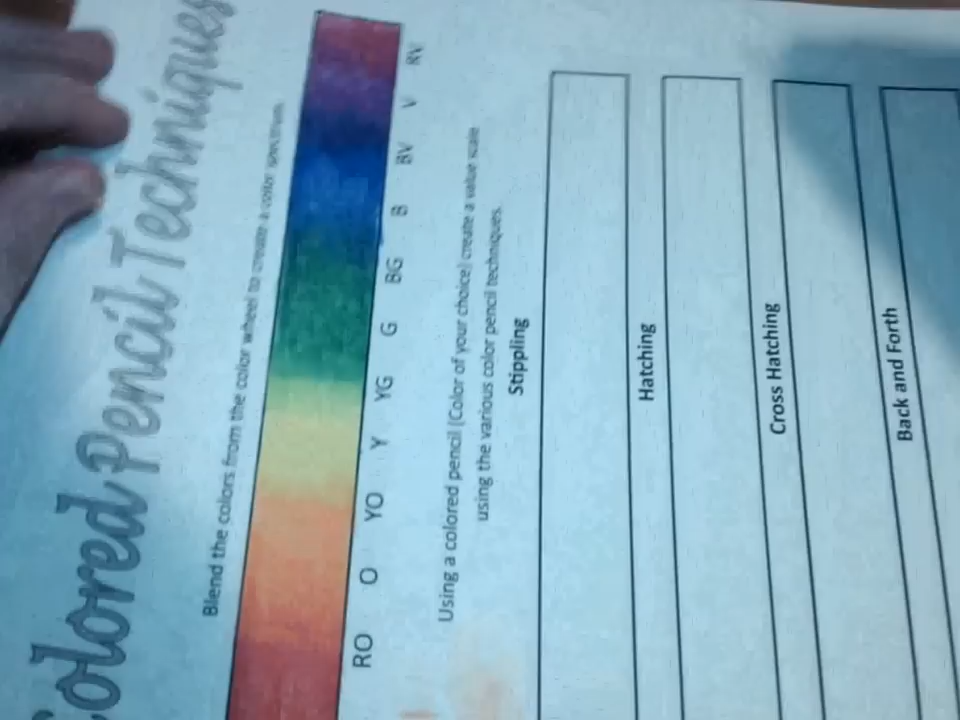 Colored Pencil Techniques
Blend the colors from the color wheel to create a color spectrum.
RO O YO Y YG G BG B BV V RV
Using a colored pencil (Color of your choice) create a value scale
using the various color pencil techniques.
Stippling
Hatching
Cross Hatching
Back and Forth